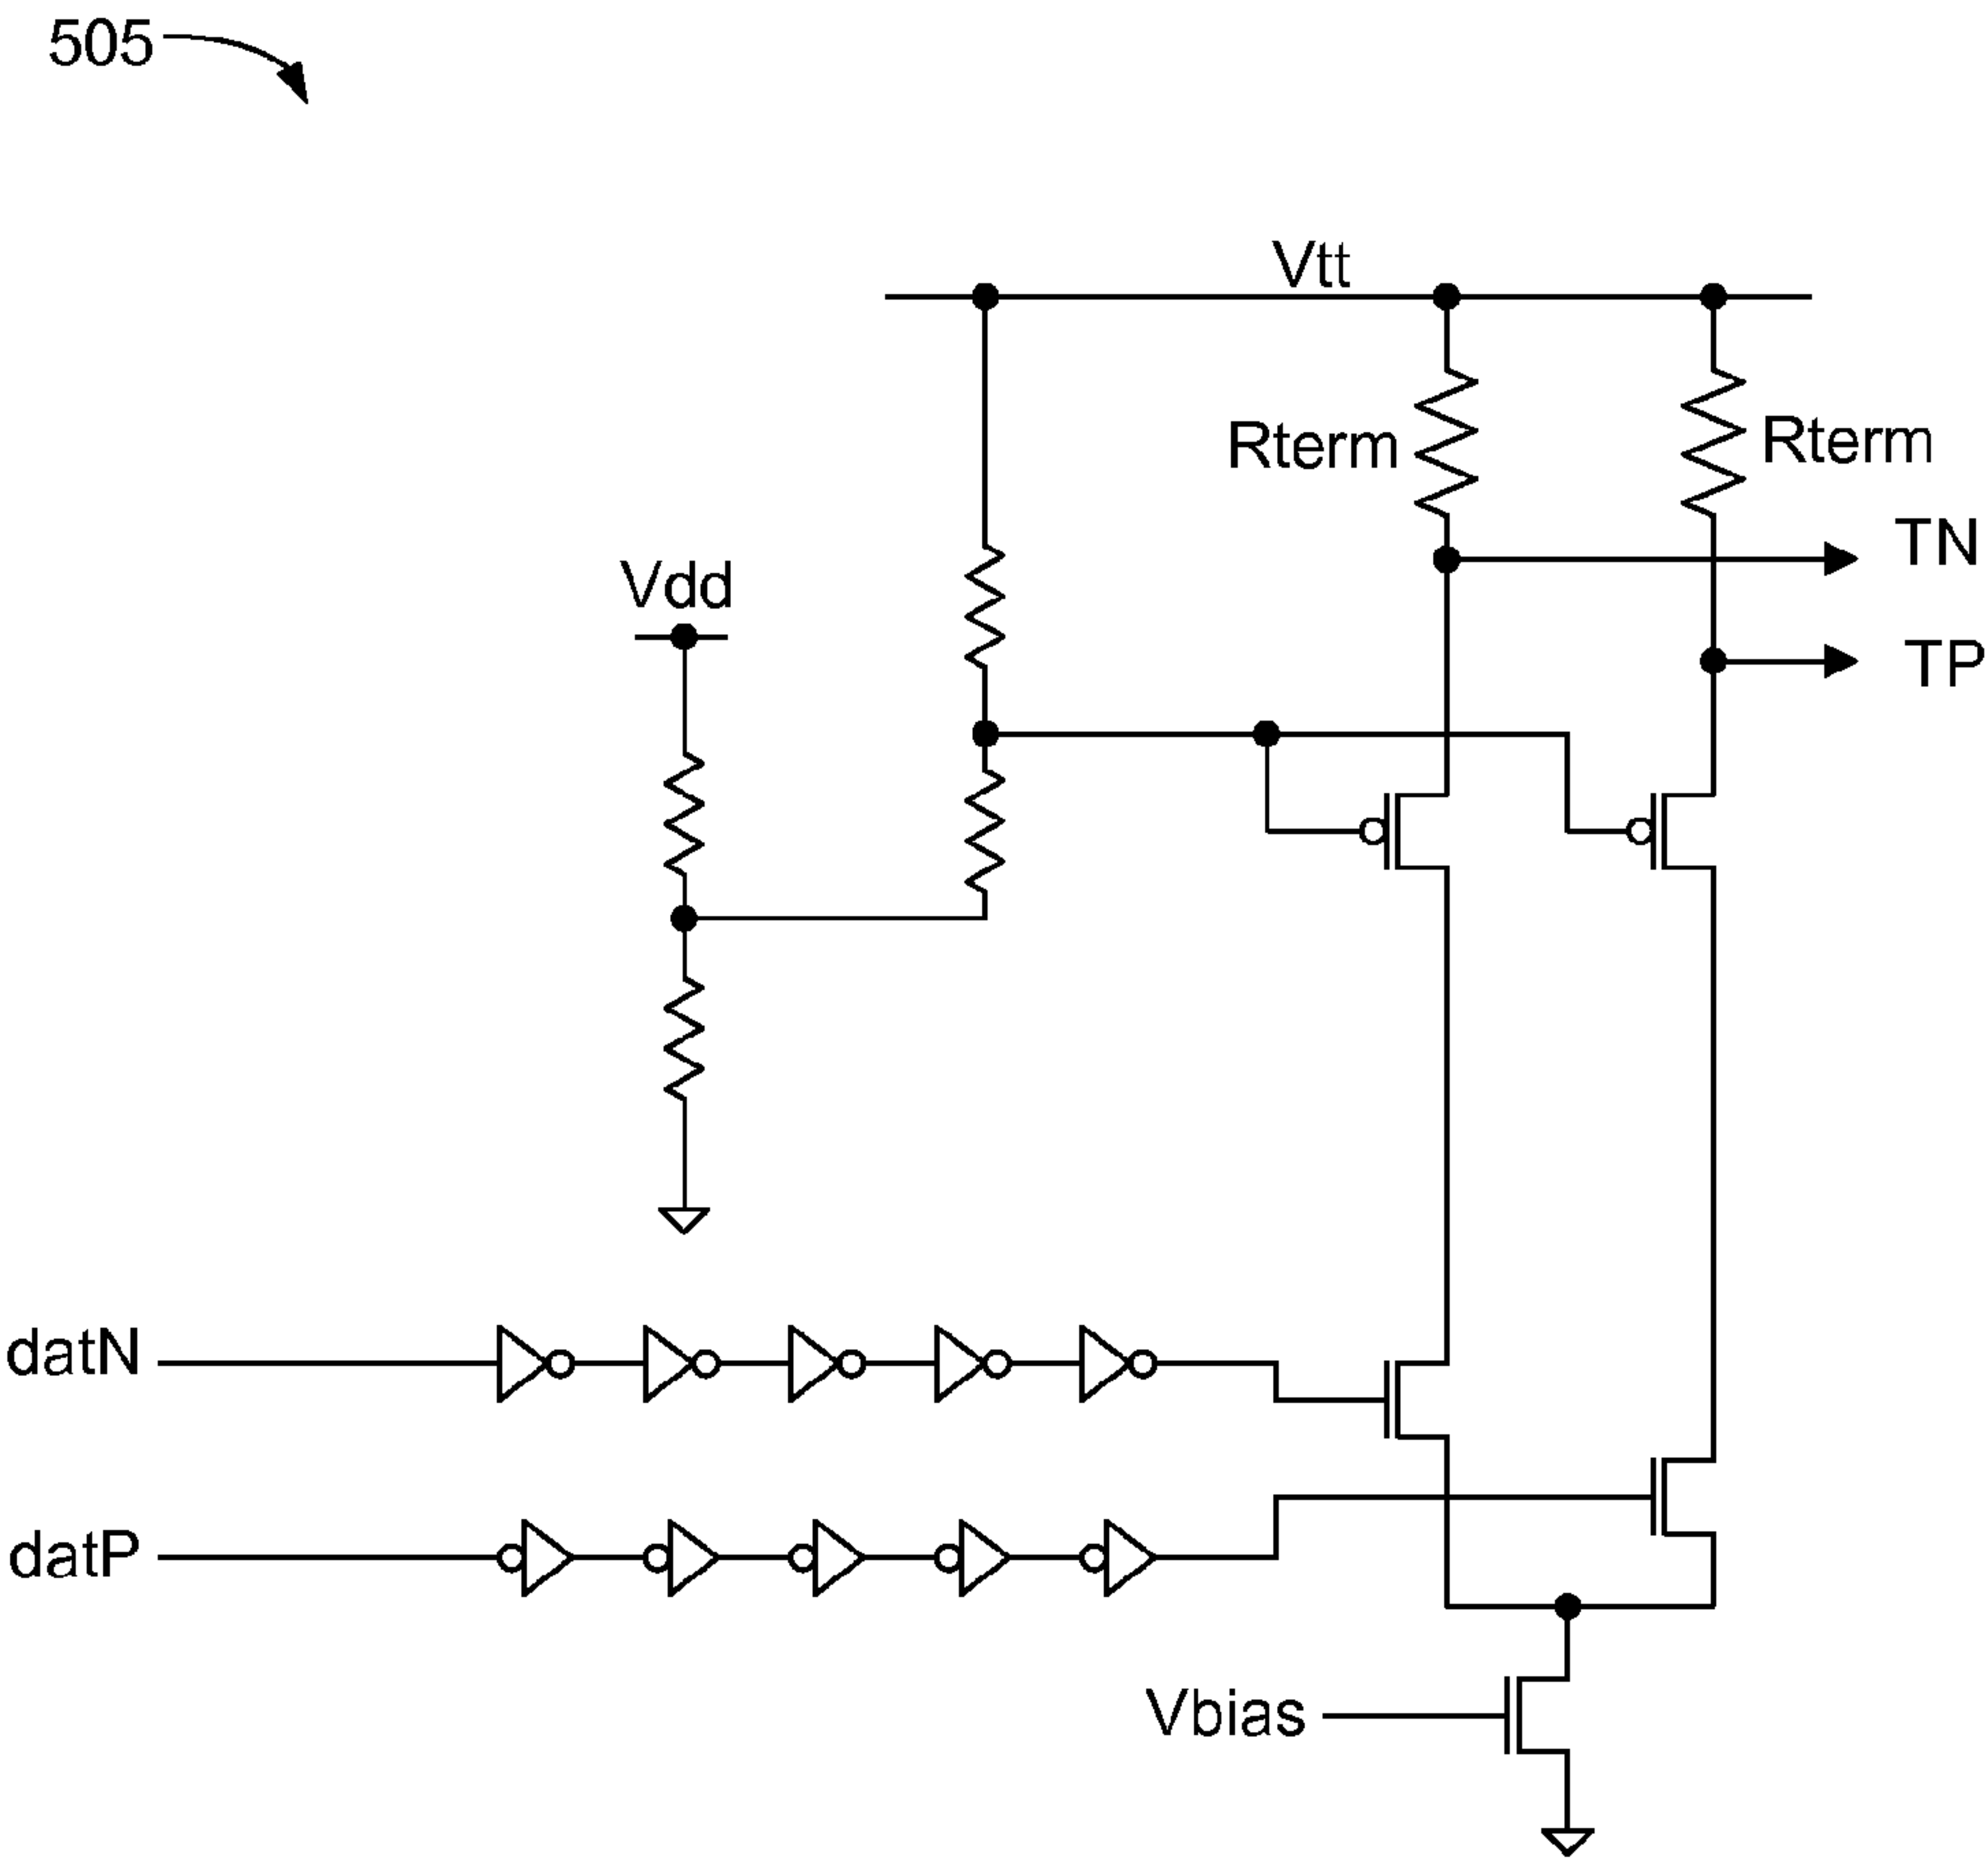 505
Vtt
Rterm
Rterm
TN
Vdd
TP
datN
datP
Vbias